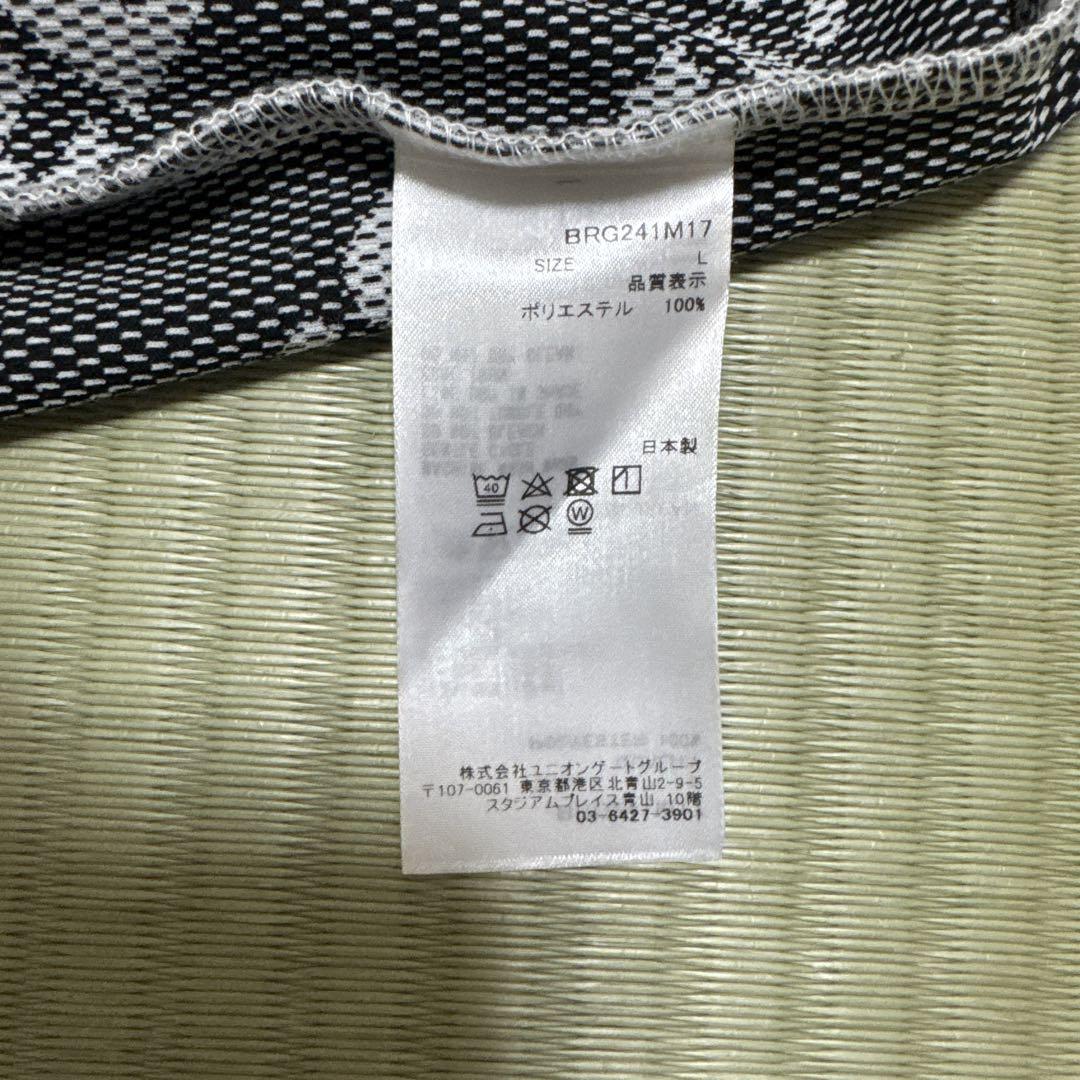 BRG241M17
SIZE L
品質表示
ポリエステル 100%
日本製
40
W
株式会社ユニオンゲートグループ
〒107-0061 東京都港区北青山2-9-5
スタジアムプレイス青山 10階
03-6427-3901